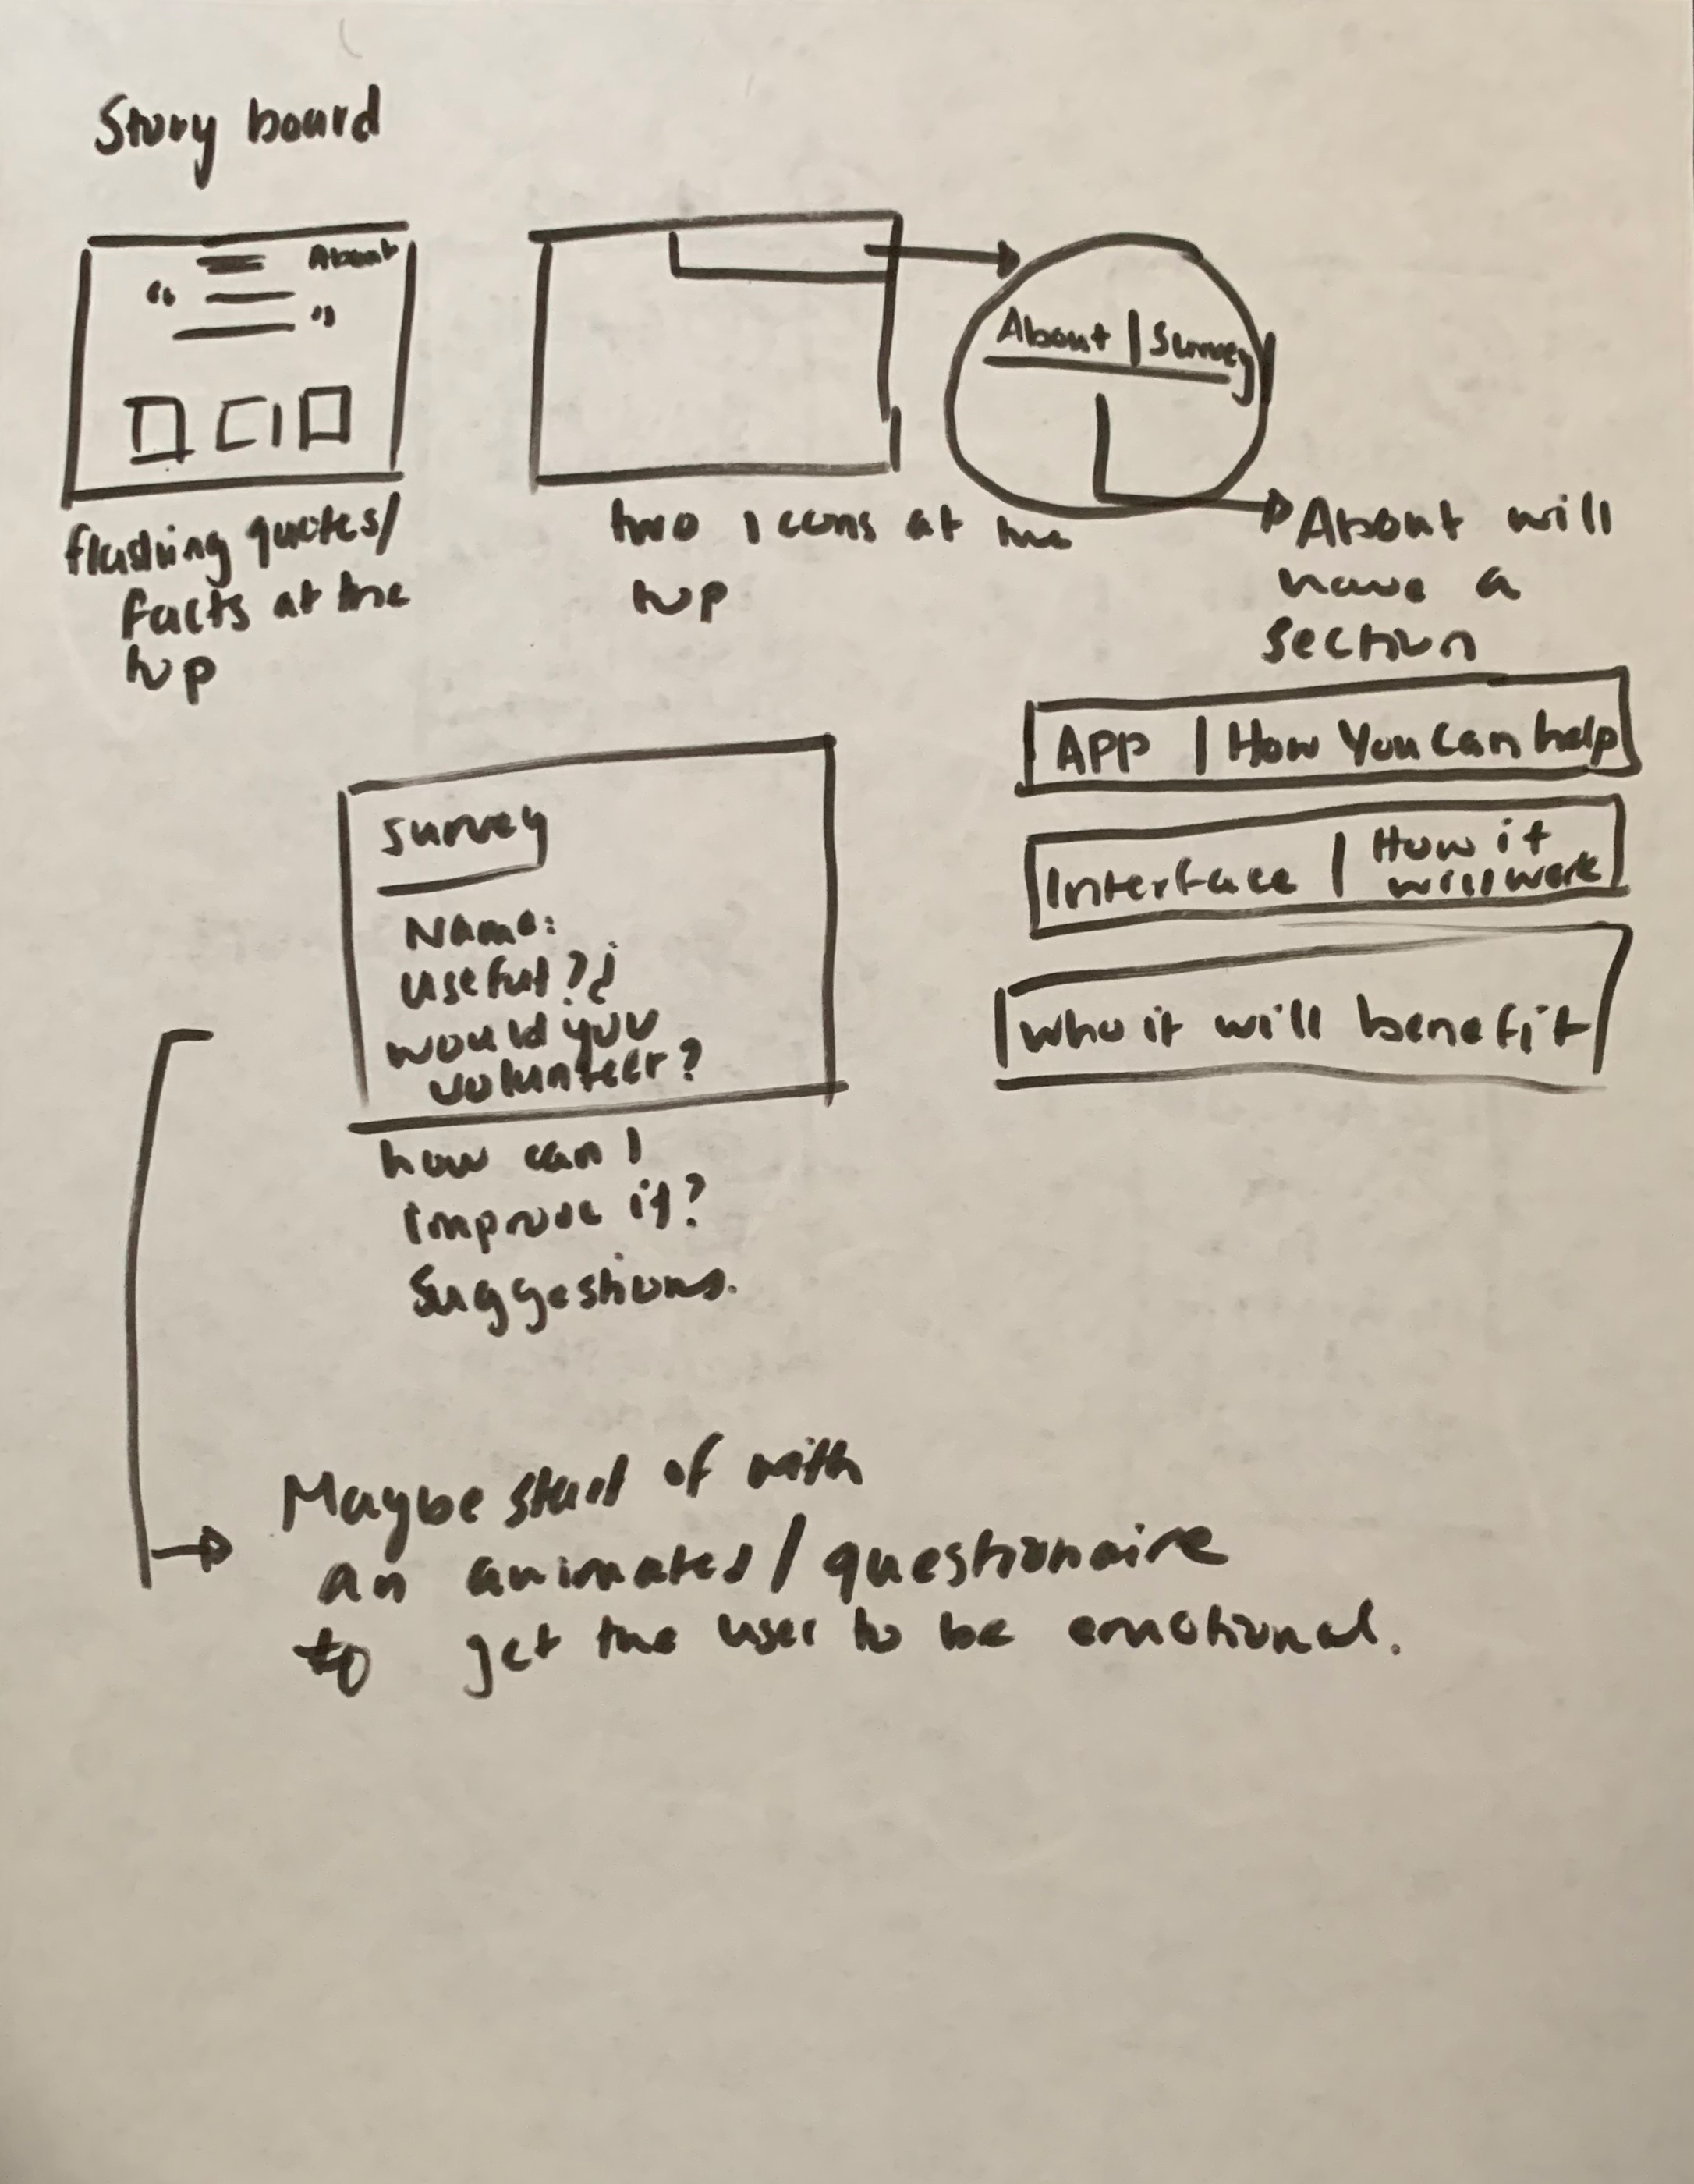 Story board
About
“
”
flashing quotes/
facts at the
top
two icons at the
top
About | Survey
About will
have a
section
APP | How You Can help
Interface | How it
will work
who it will benefit
survey
Name:
useful?
would you
volunteer?
how can I
improve it?
Suggestions.
Maybe start of with
an animated/questionaire
to get the user to be emotional.